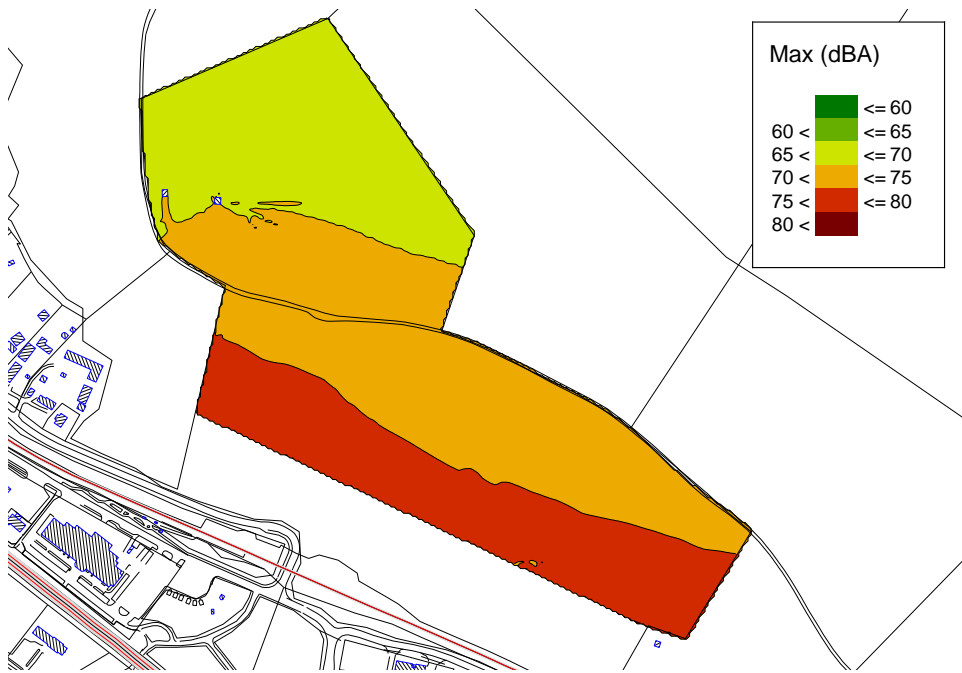 Max (dBA)
<= 60
60 < <= 65
65 < <= 70
70 < <= 75
75 < <= 80
80 <